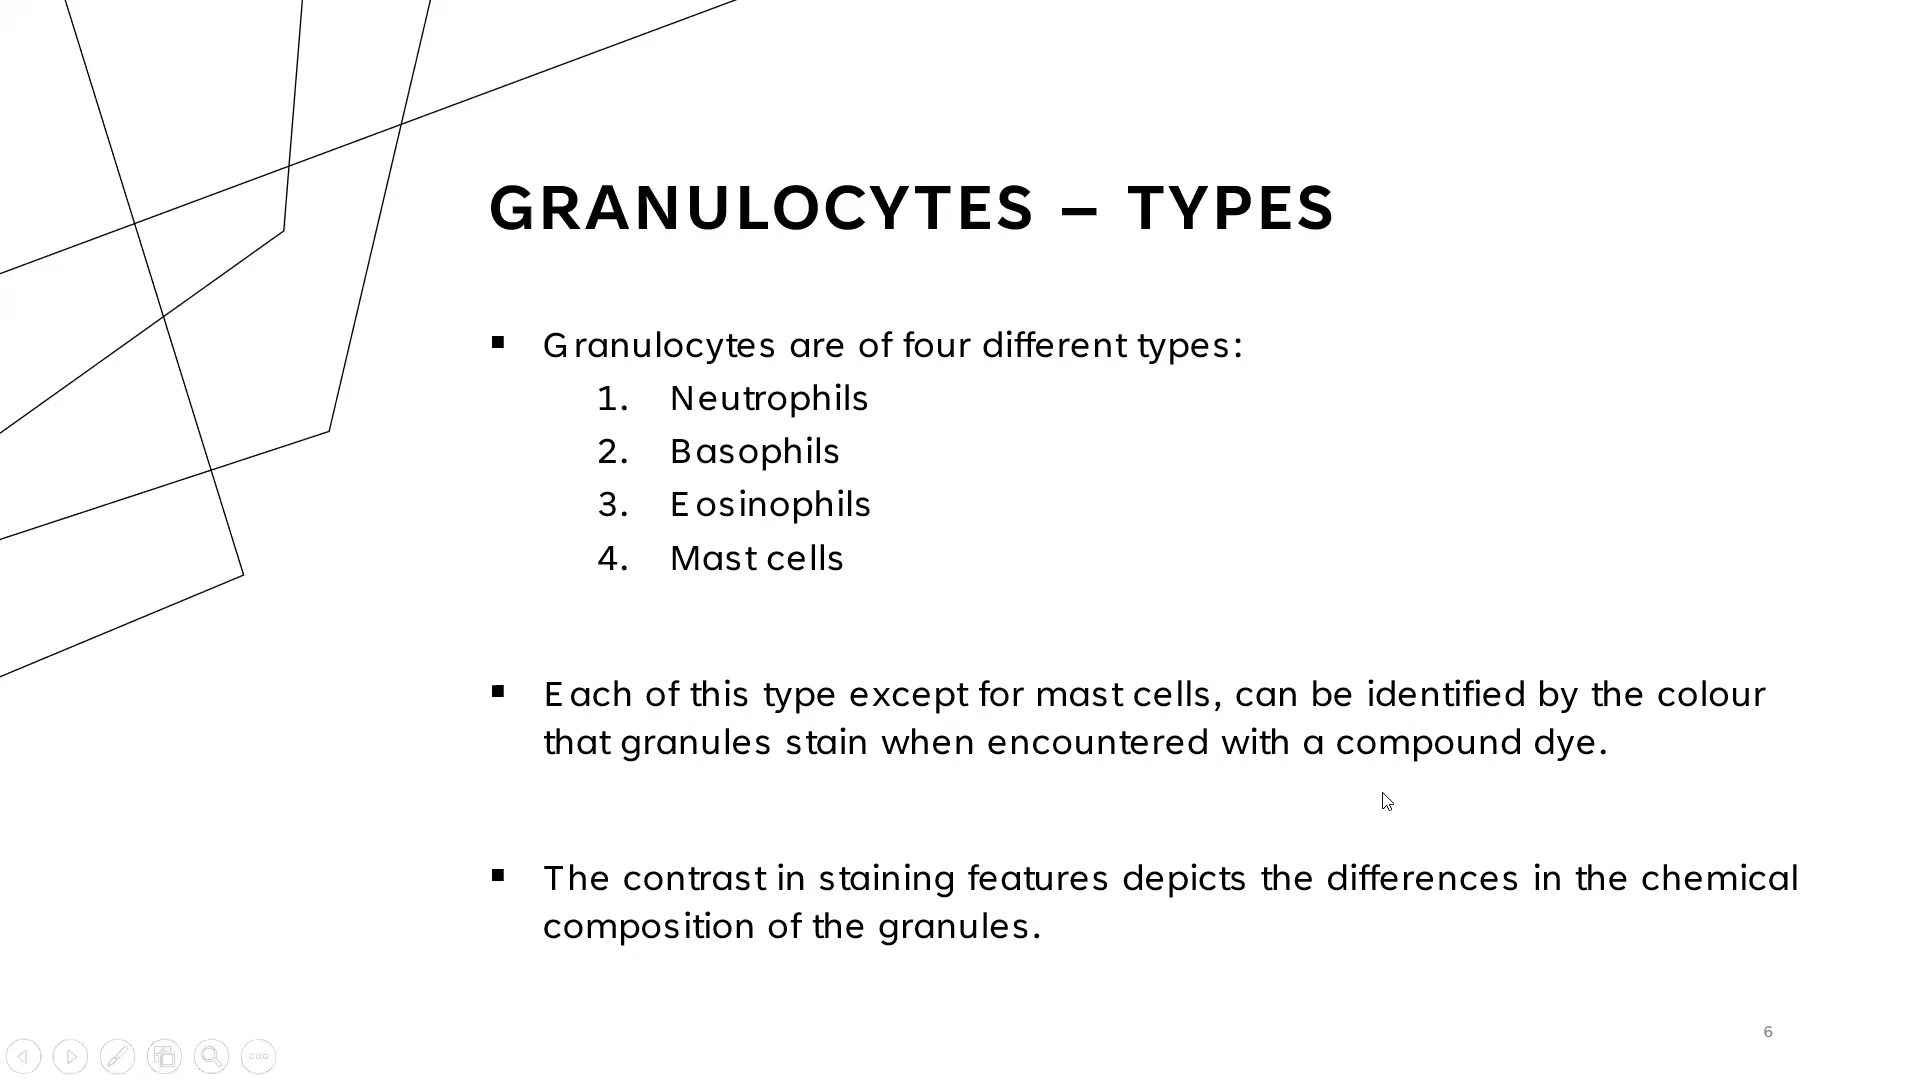 GRANULOCYTES – TYPES
▪ Granulocytes are of four different types:
1. Neutrophils
2. Basophils
3. Eosinophils
4. Mast cells
▪ Each of this type except for mast cells, can be identified by the colour
that granules stain when encountered with a compound dye.
▪ The contrast in staining features depicts the differences in the chemical
composition of the granules.
6